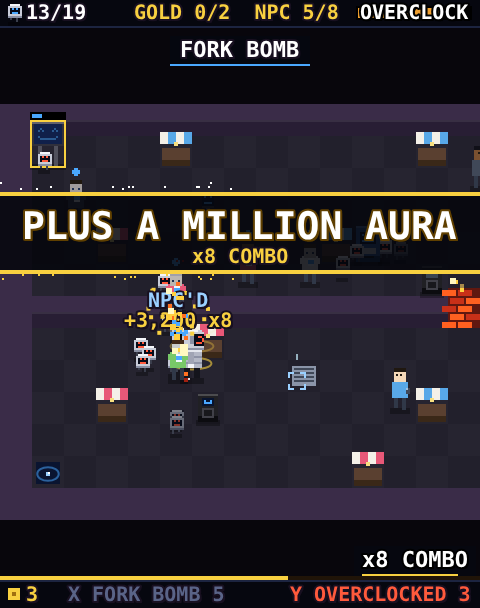 13/19 GOLD 0/2 NPC 5/8 OVERCLOCK
FORK BOMB
PLUS A MILLION AURA
x8 COMBO
NPC'D
+3,200 x8
3
x8 COMBO
3 X FORK BOMB 5 Y OVERCLOCKED 3